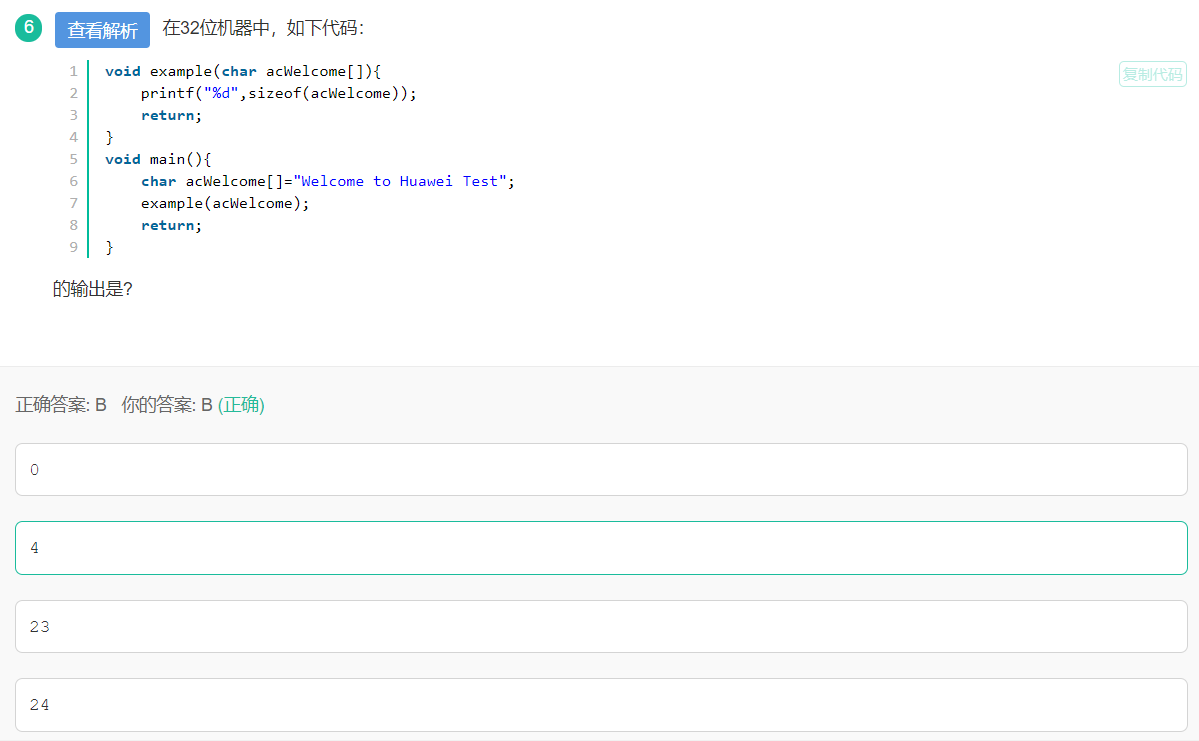 6 查看解析 在32位机器中，如下代码：
复制代码
1 void example(char acWelcome[]){
2     printf("%d",sizeof(acWelcome));
3     return;
4 }
5 void main(){
6     char acWelcome[]="Welcome to Huawei Test";
7     example(acWelcome);
8     return;
9 }
的输出是?
正确答案: B 你的答案: B (正确)
0
4
23
24